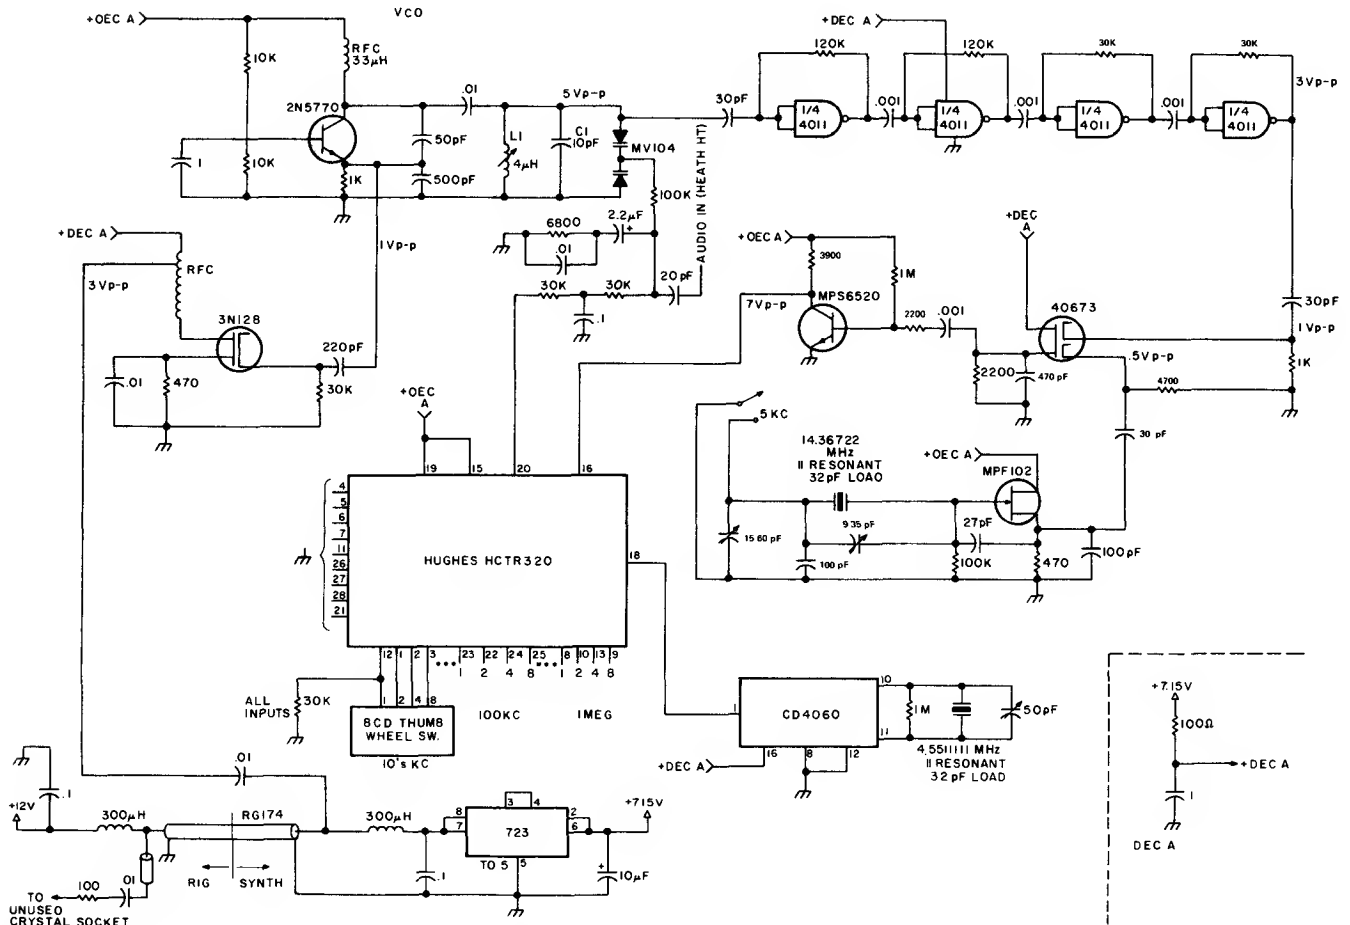 VCO
+OEC A
10K
10K
RFC
33µH
2N5770
.1
1K
50pF
500pF
.01
L1
4µH
5Vp-p
C1
10pF
MV104
100K
1Vp-p
30pF
120K
1/4
4011
.001
+DEC A
120K
1/4
4011
.001
30K
1/4
4011
.001
30K
1/4
4011
3Vp-p
AUDIO IN (HEATH HT)
6800
.01
2.2µF
+
30K
30K
.1
20pF
+DEC A
RFC
3Vp-p
3N128
220pF
.01
470
30K
+OEC A
3900
1M
MPS6520
7Vp-p
2200
.001
+DEC
A
40673
2200
470 pF
.5Vp-p
4700
30pF
1Vp-p
1K
30 pF
5KC
14.36722
MHz
II RESONANT
32pF LOAO
+OEC A
MPF102
15 60 pF
9 35 pF
100 pF
27pF
100K
470
100pF
+OEC
A
19
15
20
16
4
5
6
7
11
26
27
28
21
HUGHES HCTR320
18
12 1 2 3 23 22 24 25 8 10 13 9
1 2 4 8 1 2 4 8
ALL
INPUTS
30K
1 2 4 8
BCD THUMB
WHEEL SW.
10's KC
100KC
1MEG
1
CD4060
10
11
16
8
12
+DEC A
1M
50pF
4.5511111 MHz
II RESONANT
32pF LOAD
+7.15V
100Ω
+DEC A
1
DEC A
+12V
.1
300µH
RG174
.01
RIG
SYNTH
100
.01
TO
UNUSEO
CRYSTAL SOCKET
300µH
.1
8
7
3
4
2
6
723
TO 5
5
+715V
+
10µF